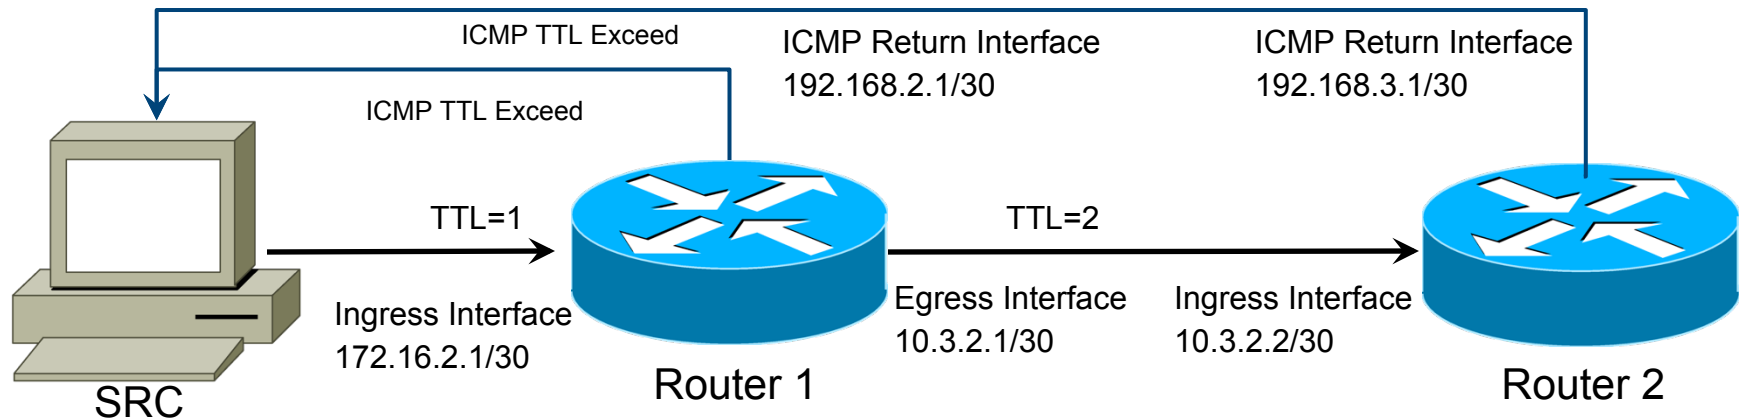 ICMP TTL Exceed
ICMP Return Interface
192.168.2.1/30
ICMP Return Interface
192.168.3.1/30
ICMP TTL Exceed
TTL=1
TTL=2
Ingress Interface
172.16.2.1/30
Egress Interface
10.3.2.1/30
Ingress Interface
10.3.2.2/30
SRC
Router 1
Router 2